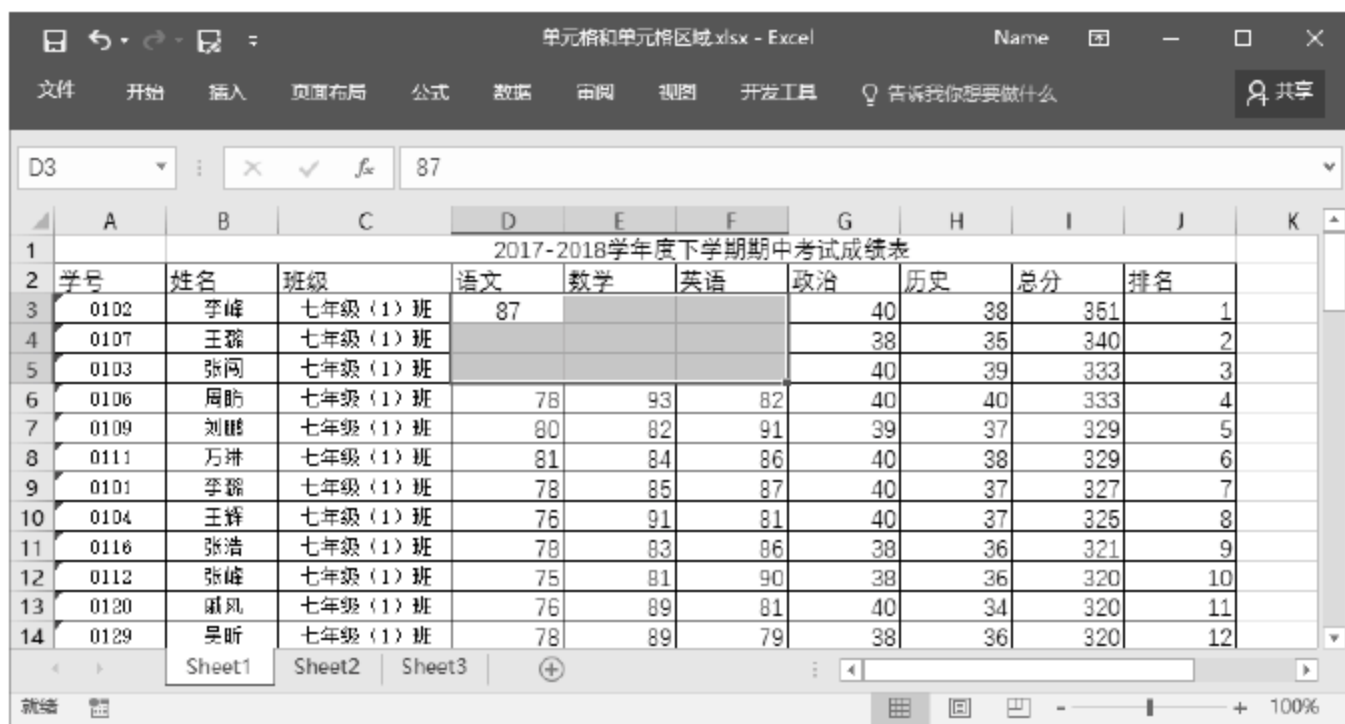 单元格和单元格区域.xlsx - Excel Name
文件 开始 插入 页面布局 公式 数据 审阅 视图 开发工具 告诉我你想要做什么 共享
D3 fx 87
A B C D E F G H I J K
1 2017-2018学年度下学期期中考试成绩表
2 学号 姓名 班级 语文 数学 英语 政治 历史 总分 排名
3 0102 李峰 七年级（1）班 87 40 38 351 1
4 0107 王璐 七年级（1）班 38 35 340 2
5 0103 张闯 七年级（1）班 40 39 333 3
6 0106 周昉 七年级（1）班 78 93 82 40 40 333 4
7 0109 刘鹏 七年级（1）班 80 82 91 39 37 329 5
8 0111 万琳 七年级（1）班 81 84 86 40 38 329 6
9 0101 李璐 七年级（1）班 78 85 87 40 37 327 7
10 0104 王辉 七年级（1）班 76 91 81 40 37 325 8
11 0116 张浩 七年级（1）班 78 83 86 38 36 321 9
12 0112 张峰 七年级（1）班 75 81 90 38 36 320 10
13 0120 戚风 七年级（1）班 76 89 81 40 34 320 11
14 0129 吴昕 七年级（1）班 78 89 79 38 36 320 12
Sheet1 Sheet2 Sheet3
就绪 100%